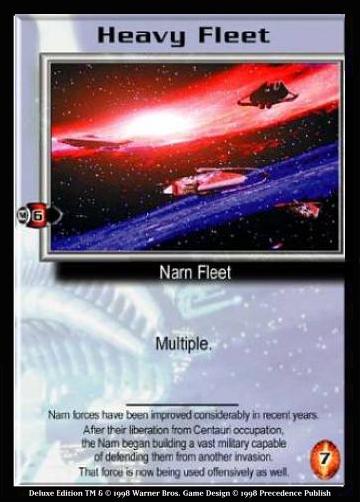 Heavy Fleet
M 6
Narn Fleet
Multiple.
Narn forces have been improved considerably in recent years.
After their liberation from Centauri occupation,
the Narn began building a vast military capable
of defending them from another invasion.
That force is now being used offensively as well.
7
Deluxe Edition TM & © 1998 Warner Bros. Game Design © 1998 Precedence Publish